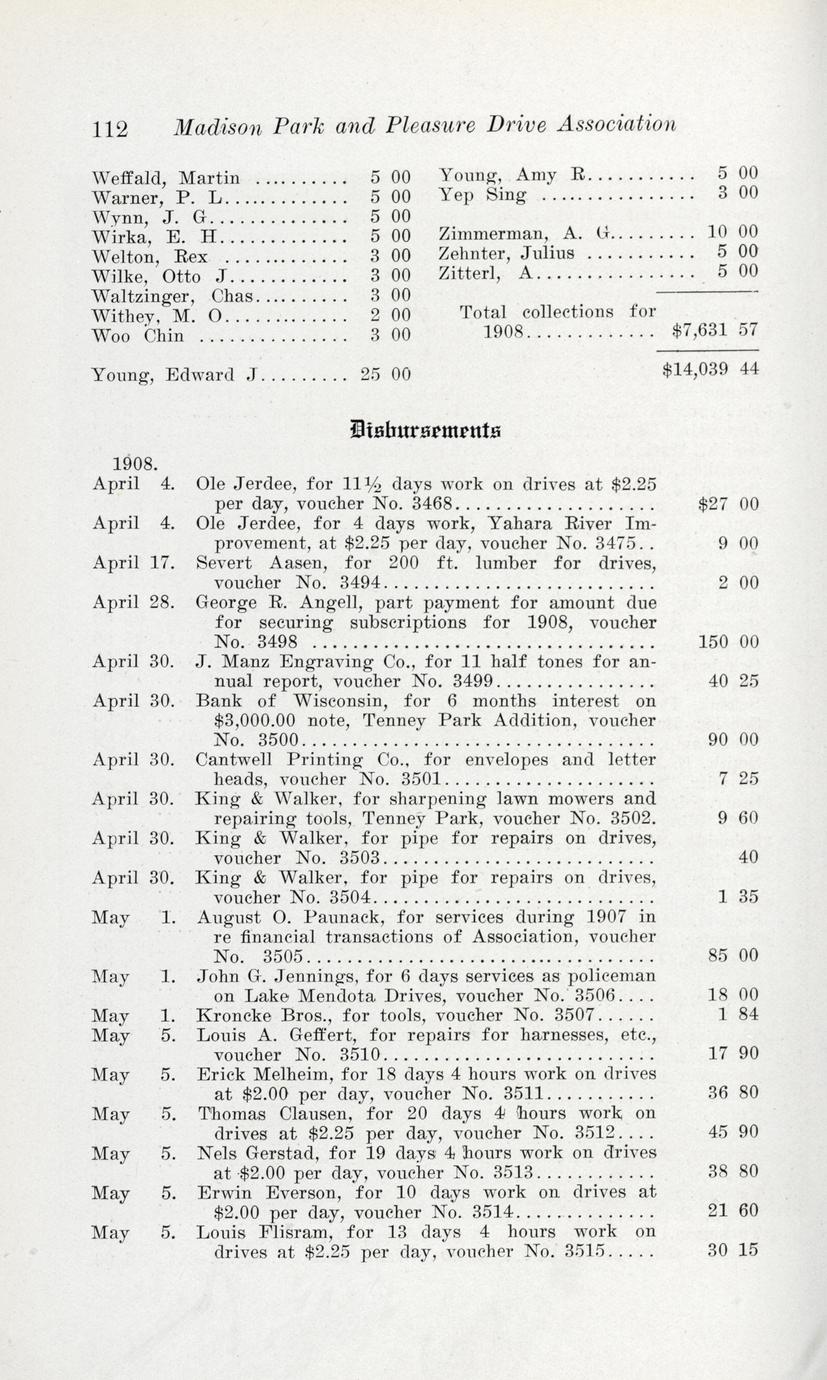 112 Madison Park and Pleasure Drive Association
Weffald, Martin .......... 5 00
Warner, P. L............. 5 00
Wynn, J. G.............. 5 00
Wirka, E. H............. 5 00
Welton, Rex ............. 3 00
Wilke, Otto J............ 3 00
Waltzinger, Chas.......... 3 00
Withey, M. O............. 2 00
Woo Chin ............... 3 00
Young, Edward J......... 25 00
Young, Amy R........... 5 00
Yep Sing ................ 3 00
Zimmerman, A. G......... 10 00
Zehnter, Julius ........... 5 00
Zitterl, A................ 5 00
Total collections for
1908............. $7,631 57
$14,039 44
Disbursements
1908.
April 4. Ole Jerdee, for 11½ days work on drives at $2.25
per day, voucher No. 3468.................... $27 00
April 4. Ole Jerdee, for 4 days work, Yahara River Im-
provement, at $2.25 per day, voucher No. 3475.. 9 00
April 17. Severt Aasen, for 200 ft. lumber for drives,
voucher No. 3494........................... 2 00
April 28. George R. Angell, part payment for amount due
for securing subscriptions for 1908, voucher
No. 3498 .................................. 150 00
April 30. J. Manz Engraving Co., for 11 half tones for an-
nual report, voucher No. 3499................ 40 25
April 30. Bank of Wisconsin, for 6 months interest on
$3,000.00 note, Tenney Park Addition, voucher
No. 3500................................... 90 00
April 30. Cantwell Printing Co., for envelopes and letter
heads, voucher No. 3501..................... 7 25
April 30. King & Walker, for sharpening lawn mowers and
repairing tools, Tenney Park, voucher No. 3502. 9 60
April 30. King & Walker, for pipe for repairs on drives,
voucher No. 3503........................... 40
April 30. King & Walker, for pipe for repairs on drives,
voucher No. 3504............................ 1 35
May 1. August O. Paunack, for services during 1907 in
re financial transactions of Association, voucher
No. 3505................................... 85 00
May 1. John G. Jennings, for 6 days services as policeman
on Lake Mendota Drives, voucher No. 3506.... 18 00
May 1. Kroncke Bros., for tools, voucher No. 3507...... 1 84
May 5. Louis A. Geffert, for repairs for harnesses, etc.,
voucher No. 3510........................... 17 90
May 5. Erick Melheim, for 18 days 4 hours work on drives
at $2.00 per day, voucher No. 3511........... 36 80
May 5. Thomas Clausen, for 20 days 4 hours work on
drives at $2.25 per day, voucher No. 3512.... 45 90
May 5. Nels Gerstad, for 19 days 4 hours work on drives
at $2.00 per day, voucher No. 3513............ 38 80
May 5. Erwin Everson, for 10 days work on drives at
$2.00 per day, voucher No. 3514.............. 21 60
May 5. Louis Flisram, for 13 days 4 hours work on
drives at $2.25 per day, voucher No. 3515..... 30 15